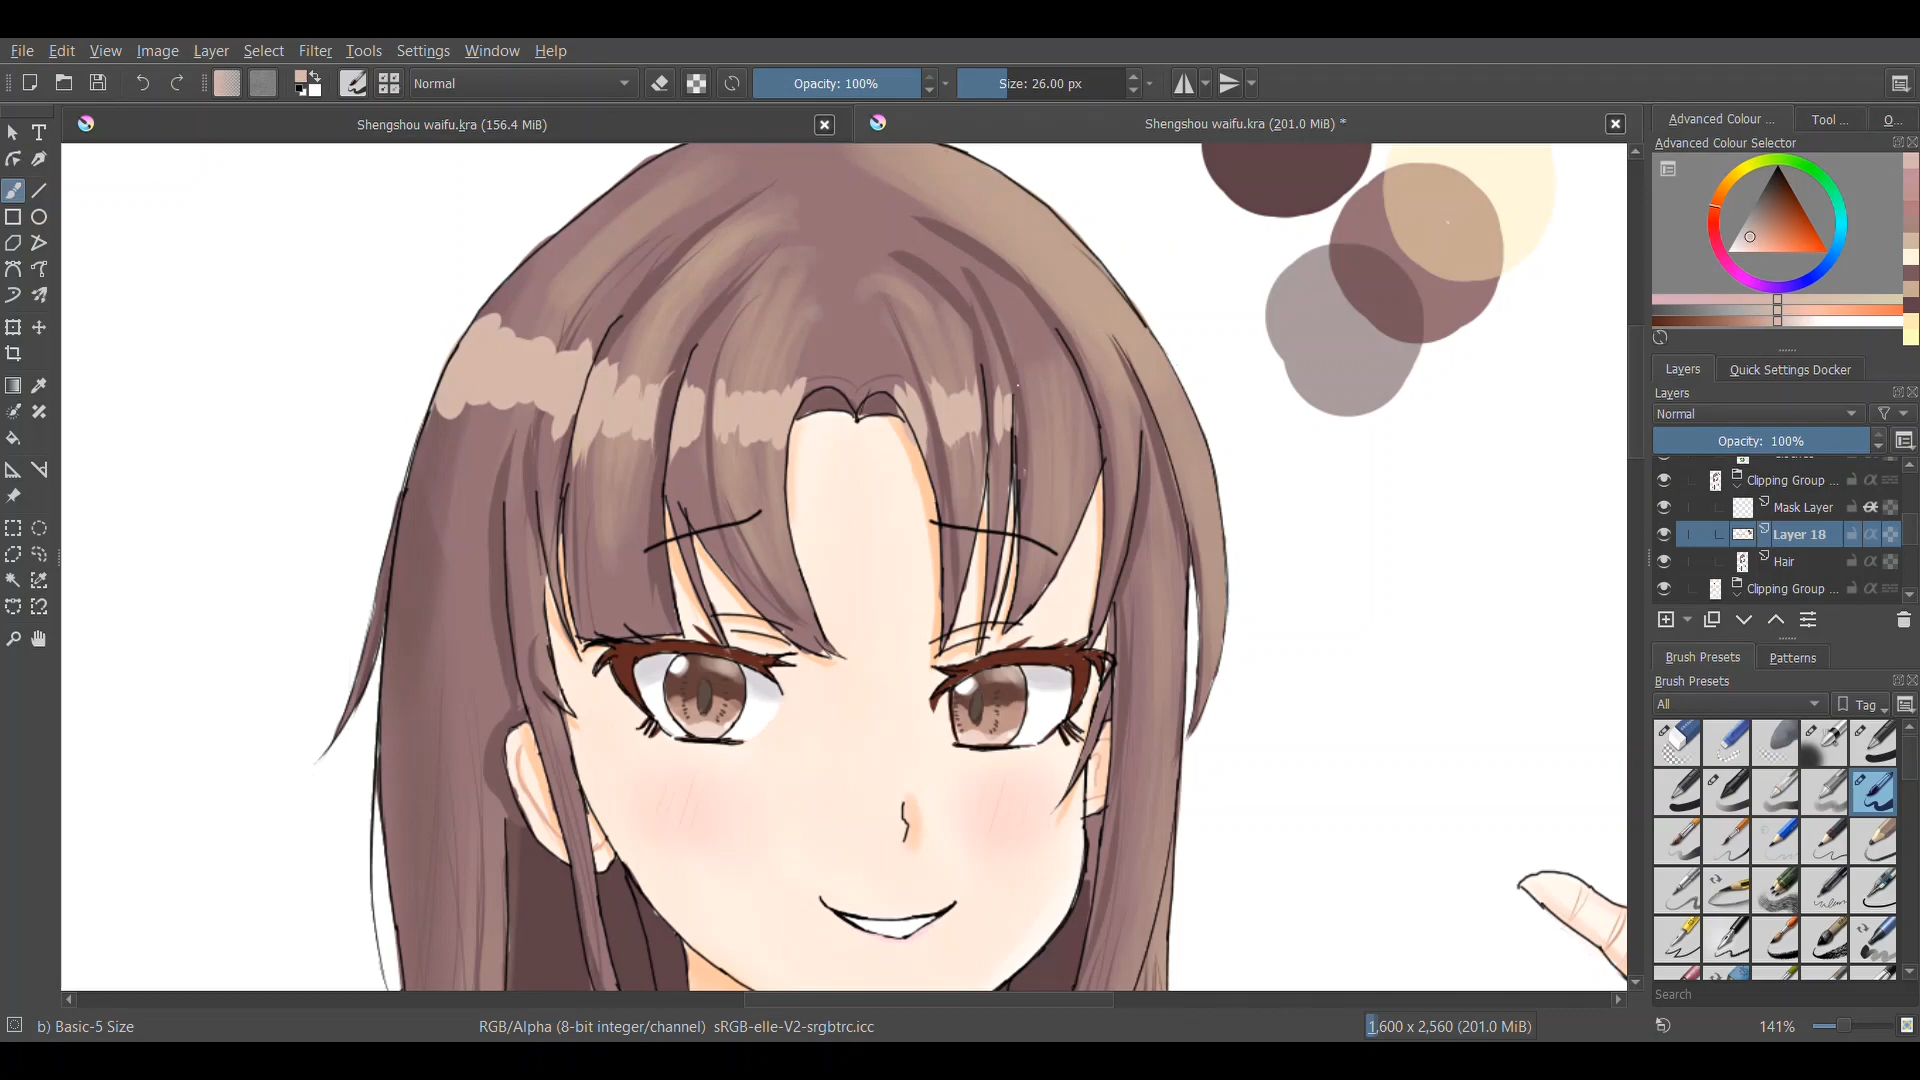 File Edit View Image Layer Select Filter Tools Settings Window Help
Normal
Opacity: 100%
Size: 26.00 px
Shengshou waifu.kra (156.4 MiB)
Shengshou waifu.kra (201.0 MiB) *
Advanced Colour ...
Tool ...
O...
Advanced Colour Selector
Layers
Quick Settings Docker
Layers
Normal
Opacity: 100%
Clipping Group ...
Mask Layer
Layer 18
Hair
Clipping Group ...
Brush Presets
Patterns
Brush Presets
All
Tag
Search
b) Basic-5 Size
RGB/Alpha (8-bit integer/channel) sRGB-elle-V2-srgbtrc.icc
1,600 x 2,560 (201.0 MiB)
141%